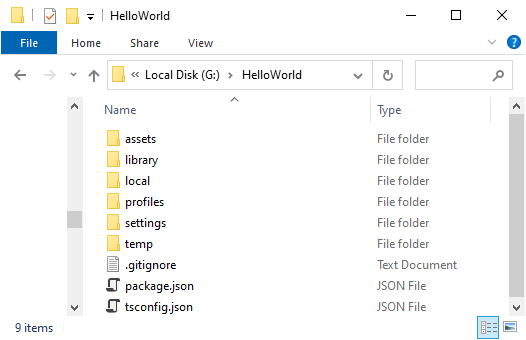 HelloWorld
File Home Share View
Local Disk (G:) HelloWorld
Name Type
assets File folder
library File folder
local File folder
profiles File folder
settings File folder
temp File folder
.gitignore Text Document
package.json JSON File
tsconfig.json JSON File
9 items